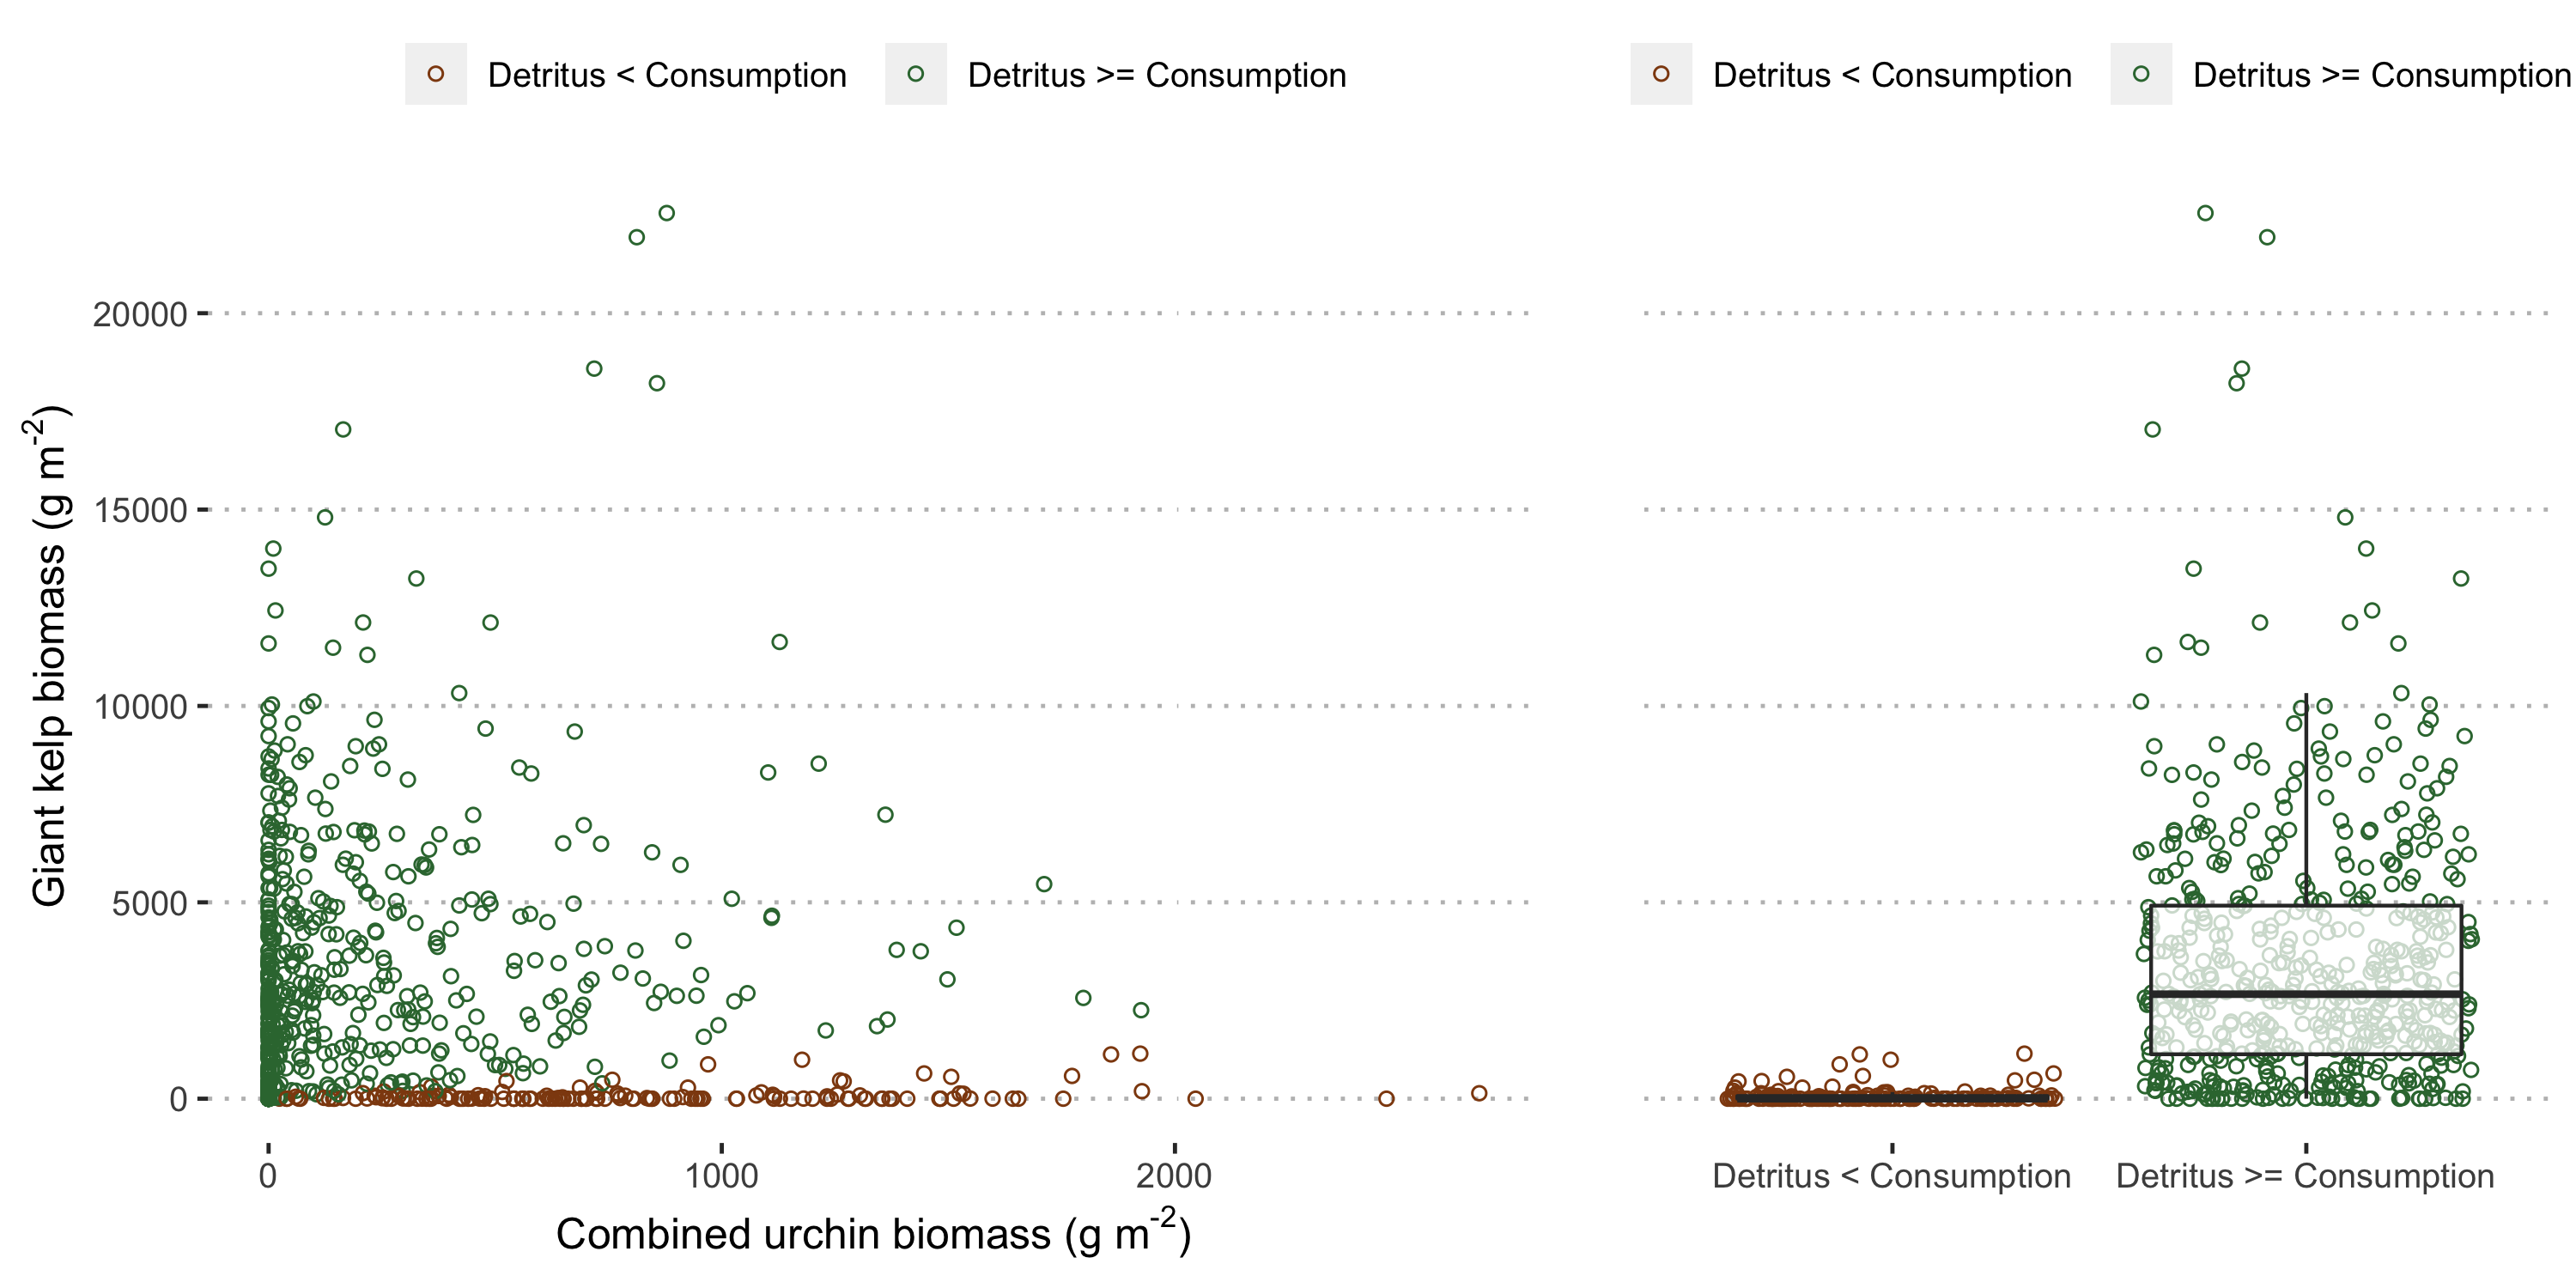 Detritus < Consumption Detritus >= Consumption Detritus < Consumption Detritus >= Consumption
Giant kelp biomass (g m-2)
20000
15000
10000
5000
0
0 1000 2000 Detritus < Consumption Detritus >= Consumption
Combined urchin biomass (g m-2)